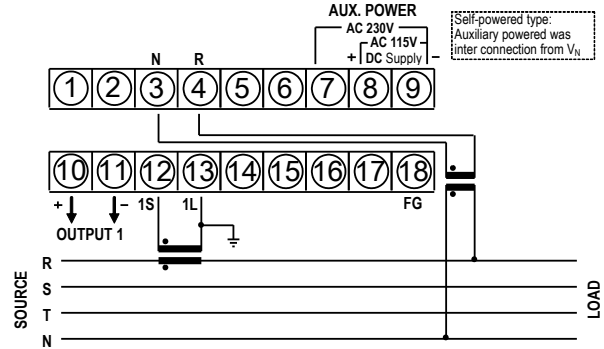 AUX. POWER
AC 230V
AC 115V
+ DC Supply −
Self-powered type:
Auxiliary powered was
inter connection from VN
N R
1 2 3 4 5 6 7 8 9
10 11 12 13 14 15 16 17 18
+ − 1S 1L FG
OUTPUT 1
SOURCE
R
S
T
N
LOAD